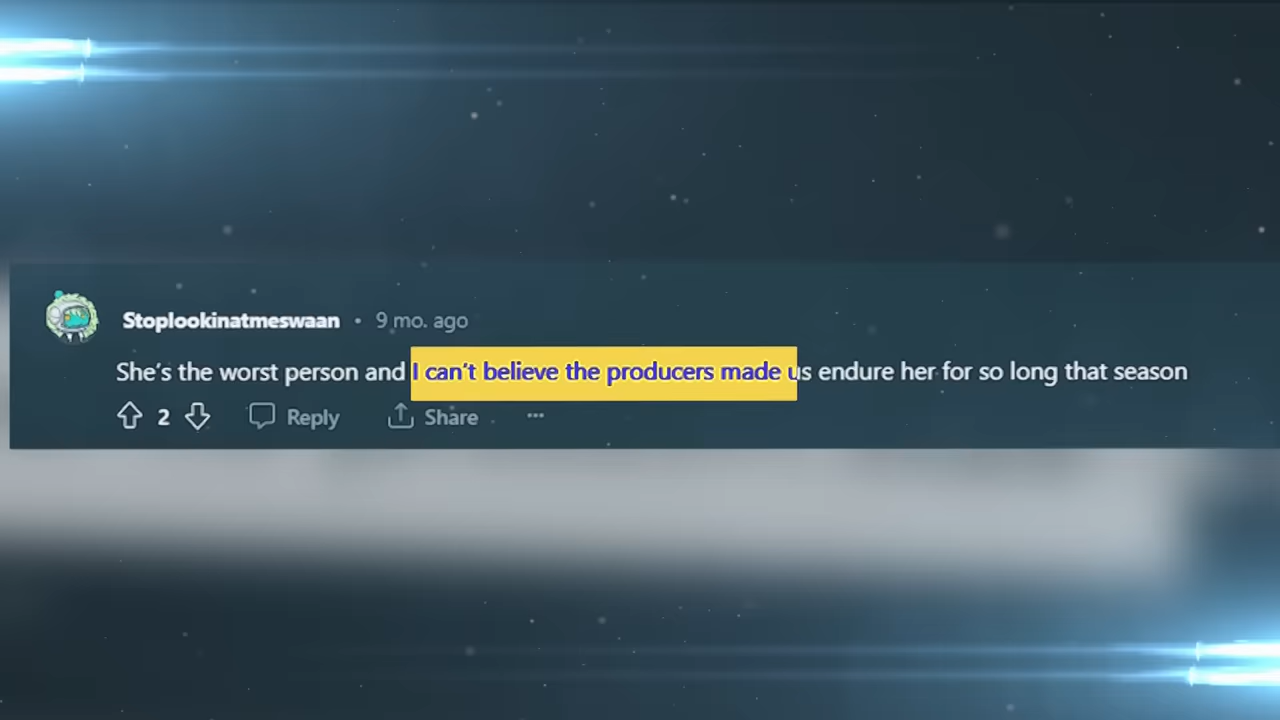 Stoplookinatmeswaan • 9 mo. ago
She's the worst person and I can't believe the producers made us endure her for so long that season
2 Reply Share ...